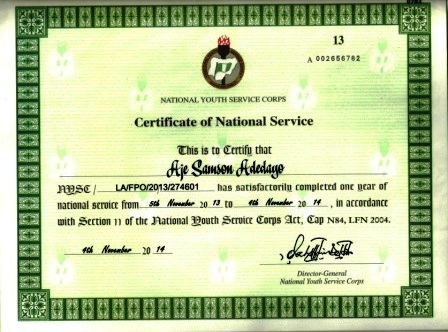 13
A 002656762
NATIONAL YOUTH SERVICE CORPS
Certificate of National Service
This is to Certify that
Aje Samson Adedayo
NYSC/ LA/FPO/2013/274601 has satisfactorily completed one year of
national service from 5th November 20 13 to 4th November 20 14, in accordance
with Section 11 of the National Youth Service Corps Act, Cap N84, LFN 2004.
4th November 20 14
Director-General
National Youth Service Corps